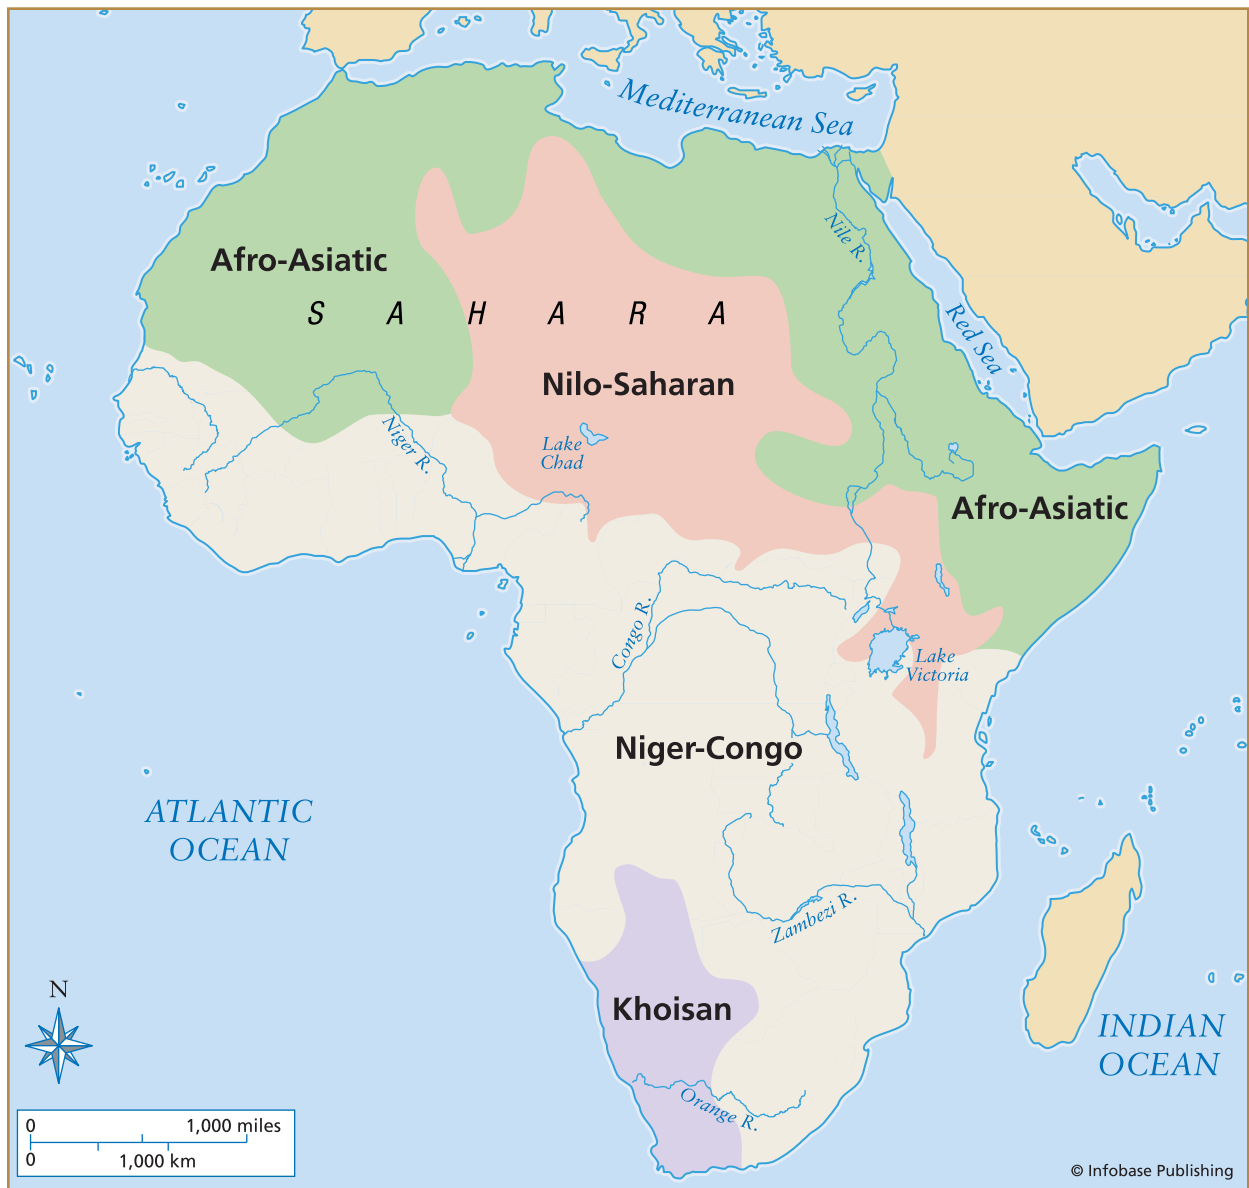 Mediterranean Sea
Nile R.
Afro-Asiatic
S A H A R A
Red Sea
Nilo-Saharan
Niger R.
Lake
Chad
Afro-Asiatic
Congo R.
Lake
Victoria
Niger-Congo
ATLANTIC
OCEAN
Zambezi R.
N
Khoisan
INDIAN
OCEAN
Orange R.
0 1,000 miles
0 1,000 km
© Infobase Publishing